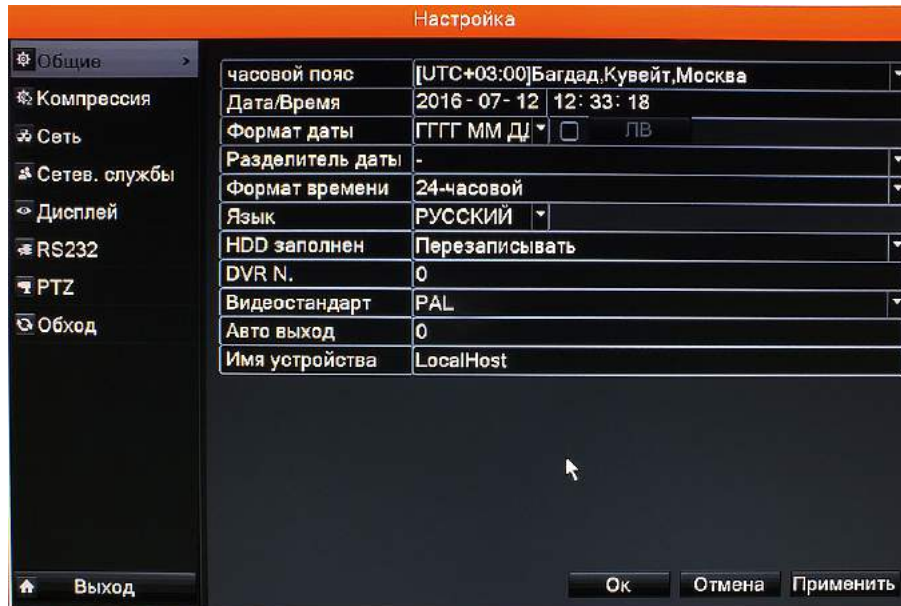 Настройка
Общие
Компрессия
Сеть
Сетев. службы
Дисплей
RS232
PTZ
Обход
Выход
часовой пояс [UTC+03:00]Багдад,Кувейт,Москва
Дата/Время 2016 - 07 - 12 12: 33: 18
Формат даты ГГГГ ММ ДД ЛВ
Разделитель даты -
Формат времени 24-часовой
Язык РУССКИЙ
HDD заполнен Перезаписывать
DVR N. 0
Видеостандарт PAL
Авто выход 0
Имя устройства LocalHost
Ок Отмена Применить